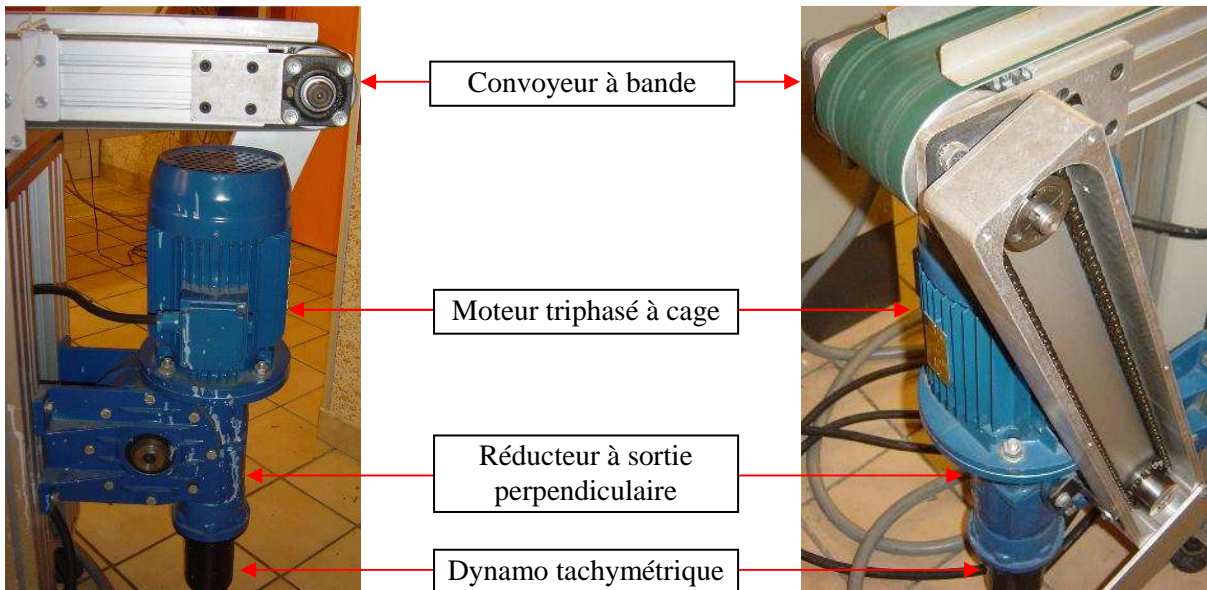 Convoyeur à bande
Moteur triphasé à cage
Réducteur à sortie
perpendiculaire
Dynamo tachymétrique